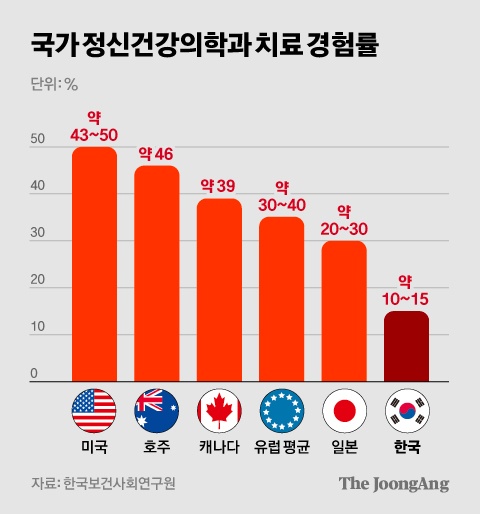 국가 정신건강의학과 치료 경험률
단위: %
약
43~50
약 46
약 39
약
30~40
약
20~30
약
10~15
50
40
30
20
10
0
미국
호주
캐나다
유럽 평균
일본
한국
자료: 한국보건사회연구원
The JoongAng